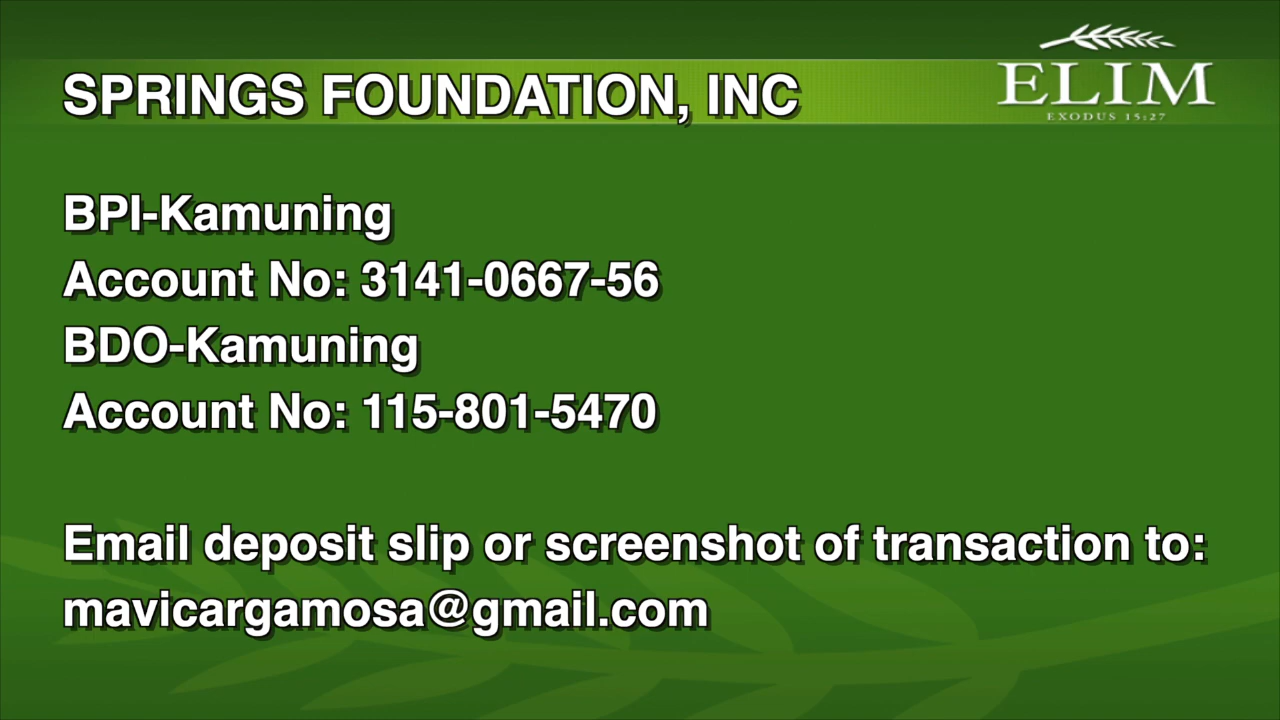 SPRINGS FOUNDATION, INC
ELIM
EXODUS 15:27
BPI-Kamuning
Account No: 3141-0667-56
BDO-Kamuning
Account No: 115-801-5470
Email deposit slip or screenshot of transaction to:
mavicargamosa@gmail.com